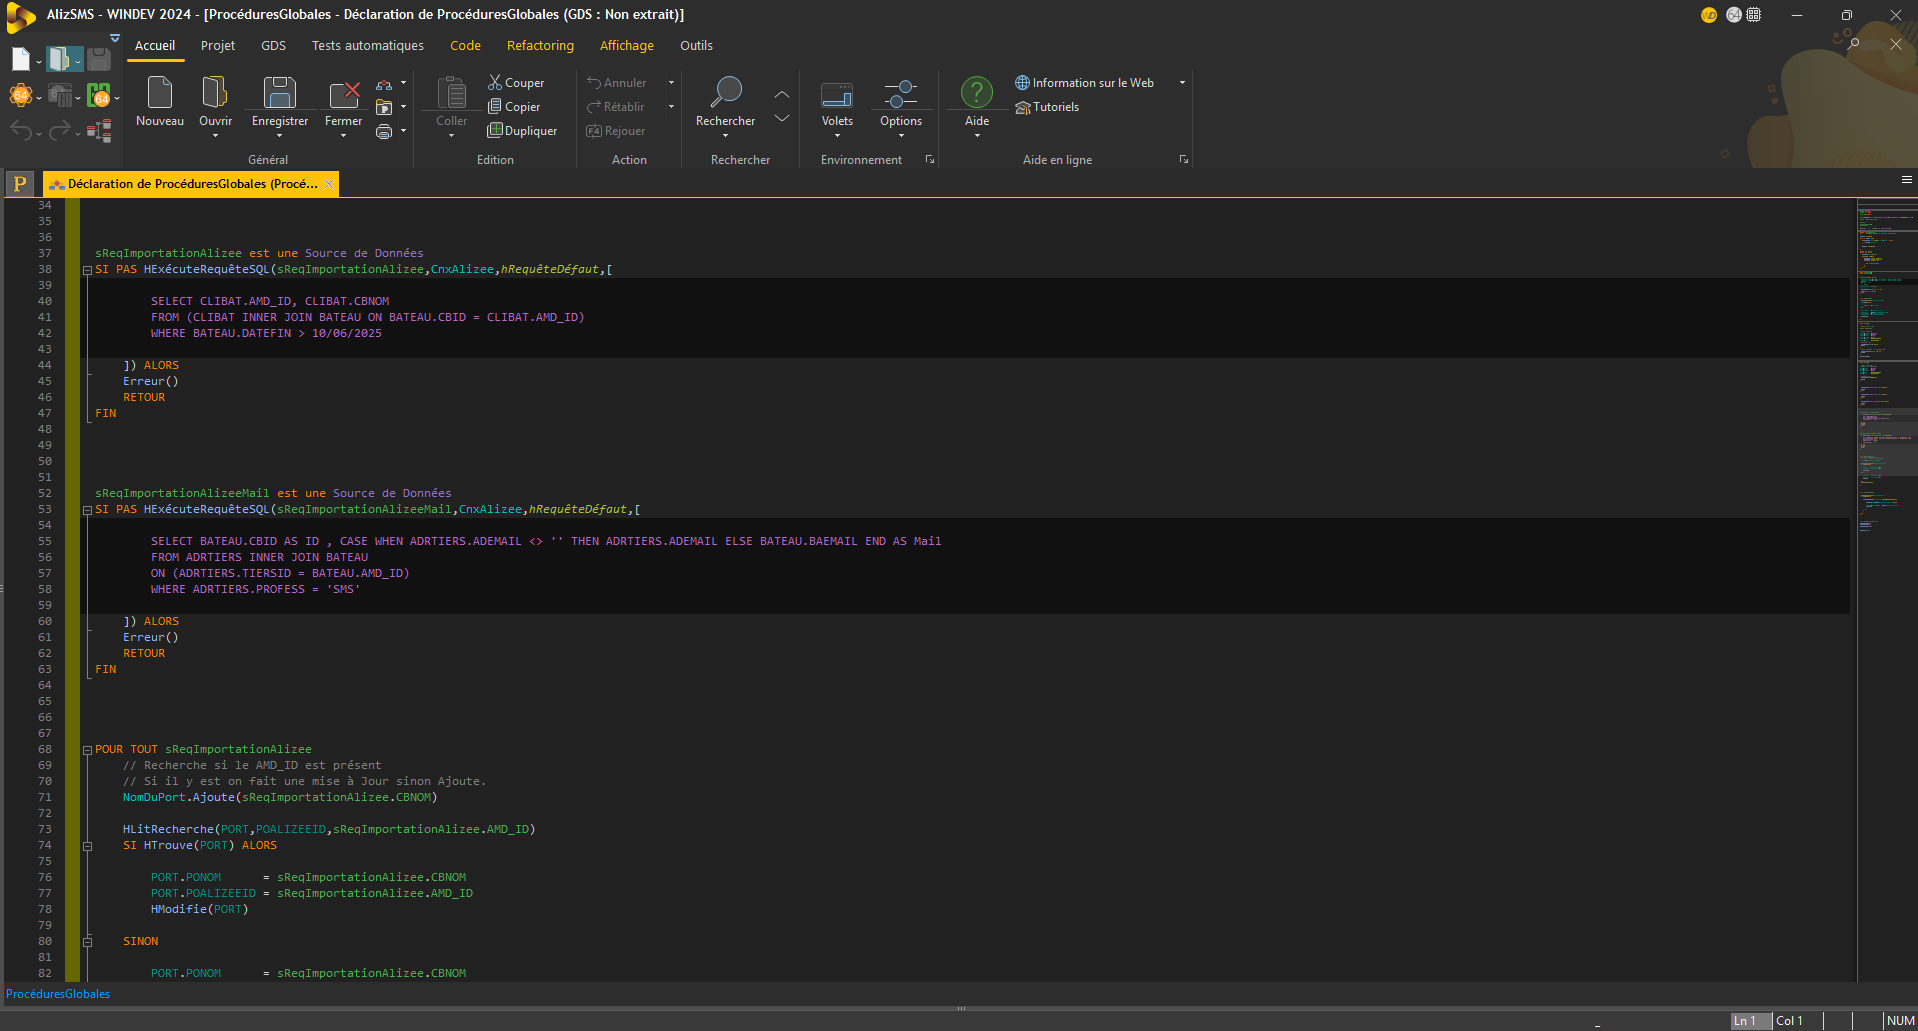 AlizSMS - WINDEV 2024 - [ProcéduresGlobales - Déclaration de ProcéduresGlobales (GDS : Non extrait)]
WD 64
Accueil Projet GDS Tests automatiques Code Refactoring Affichage Outils
64 64
Nouveau Ouvrir Enregistrer Fermer
Coller Couper
Copier
Dupliquer
Annuler
Rétablir
F4 Rejouer
Rechercher
Volets Options
Aide
Information sur le Web
Tutoriels
Général Edition Action Rechercher Environnement Aide en ligne
P Déclaration de ProcéduresGlobales (Procé...
34
35
36
37 sReqImportationAlizee est une Source de Données
38 SI PAS HExécuteRequêteSQL(sReqImportationAlizee,CnxAlizee,hRequêteDéfaut,[
39
40 SELECT CLIBAT.AMD_ID, CLIBAT.CBNOM
41 FROM (CLIBAT INNER JOIN BATEAU ON BATEAU.CBID = CLIBAT.AMD_ID)
42 WHERE BATEAU.DATEFIN > 10/06/2025
43
44 ]) ALORS
45 Erreur()
46 RETOUR
47 FIN
48
49
50
51
52 sReqImportationAlizeeMail est une Source de Données
53 SI PAS HExécuteRequêteSQL(sReqImportationAlizeeMail,CnxAlizee,hRequêteDéfaut,[
54
55 SELECT BATEAU.CBID AS ID , CASE WHEN ADRTIERS.ADEMAIL <> '' THEN ADRTIERS.ADEMAIL ELSE BATEAU.BAEMAIL END AS Mail
56 FROM ADRTIERS INNER JOIN BATEAU
57 ON (ADRTIERS.TIERSID = BATEAU.AMD_ID)
58 WHERE ADRTIERS.PROFESS = 'SMS'
59
60 ]) ALORS
61 Erreur()
62 RETOUR
63 FIN
64
65
66
67
68 POUR TOUT sReqImportationAlizee
69 // Recherche si le AMD_ID est présent
70 // Si il y est on fait une mise à Jour sinon Ajoute.
71 NomDuPort.Ajoute(sReqImportationAlizee.CBNOM)
72
73 HLitRecherche(PORT,POALIZEEID,sReqImportationAlizee.AMD_ID)
74 SI HTrouve(PORT) ALORS
75
76 PORT.PONOM = sReqImportationAlizee.CBNOM
77 PORT.POALIZEEID = sReqImportationAlizee.AMD_ID
78 HModifie(PORT)
79
80 SINON
81
82 PORT.PONOM = sReqImportationAlizee.CBNOM
ProcéduresGlobales
Ln 1 Col 1 NUM